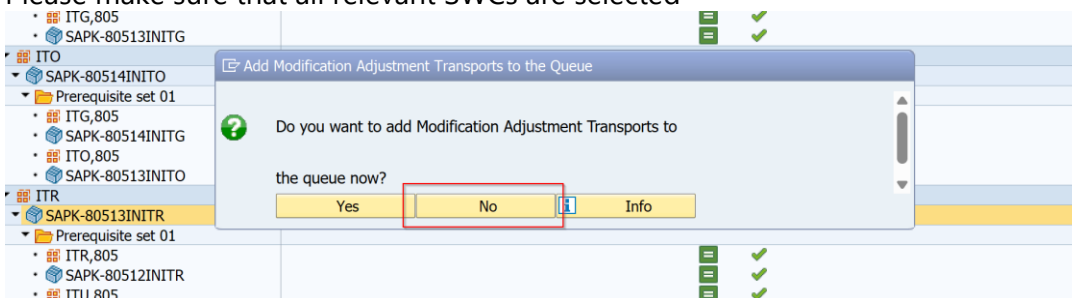 Please make sure that all relevant SWCs are selected
ITG,805
SAPK-80513INITG
ITO
SAPK-80514INITO
Prerequisite set 01
ITG,805
SAPK-80514INITG
ITO,805
SAPK-80513INITO
ITR
SAPK-80513INITR
Prerequisite set 01
ITR,805
SAPK-80512INITR
ITU,805
Add Modification Adjustment Transports to the Queue
Do you want to add Modification Adjustment Transports to
the queue now?
Yes No Info